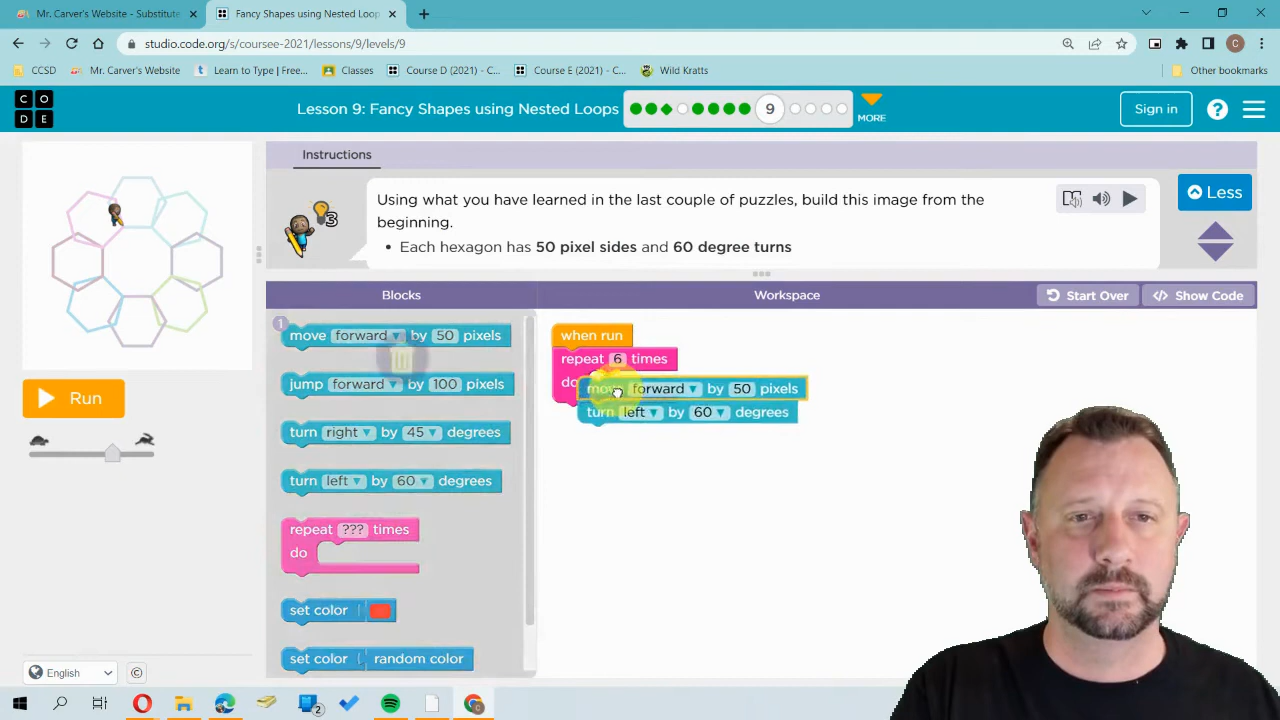 Mr. Carver's Website - Substitute
Fancy Shapes using Nested Loop
studio.code.org/s/coursee-2021/lessons/9/levels/9
C
CCSD
Mr. Carver's Website
Learn to Type | Free...
Classes
Course D (2021) - C...
Course E (2021) - C...
Wild Kratts
Other bookmarks
C O
D E
Lesson 9: Fancy Shapes using Nested Loops
9
MORE
Sign in
?
Instructions
3
Using what you have learned in the last couple of puzzles, build this image from the
beginning.
• Each hexagon has 50 pixel sides and 60 degree turns
Less
Blocks
Workspace
Start Over
</> Show Code
1
move forward by 50 pixels
jump forward by 100 pixels
turn right by 45 degrees
turn left by 60 degrees
repeat ??? times
do
set color
set color random color
when run
repeat 6 times
do
move forward by 50 pixels
turn left by 60 degrees
Run
English
©
2